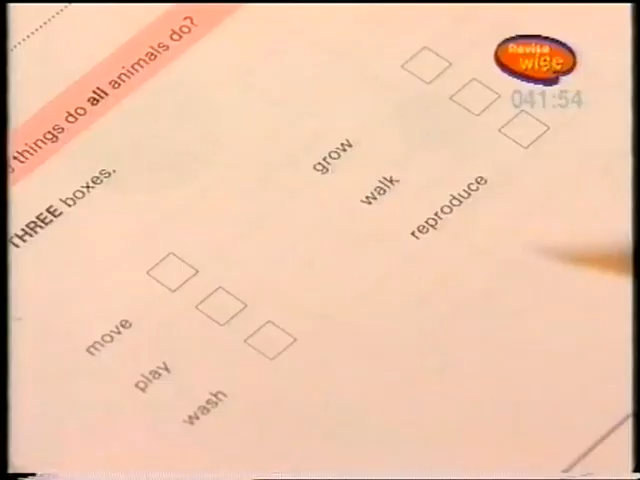 things do all animals do?
THREE boxes.
move
play
wash
grow
walk
reproduce
Revise
wise
041:54